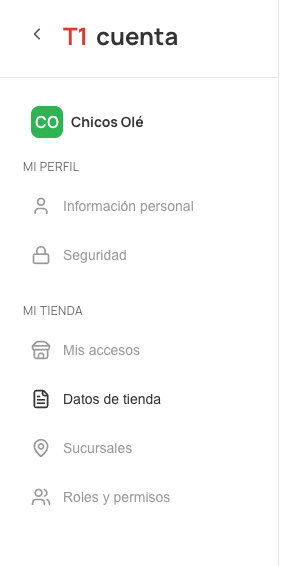 T1 cuenta
CO Chicos Olé
MI PERFIL
Información personal
Seguridad
MI TIENDA
Mis accesos
Datos de tienda
Sucursales
Roles y permisos